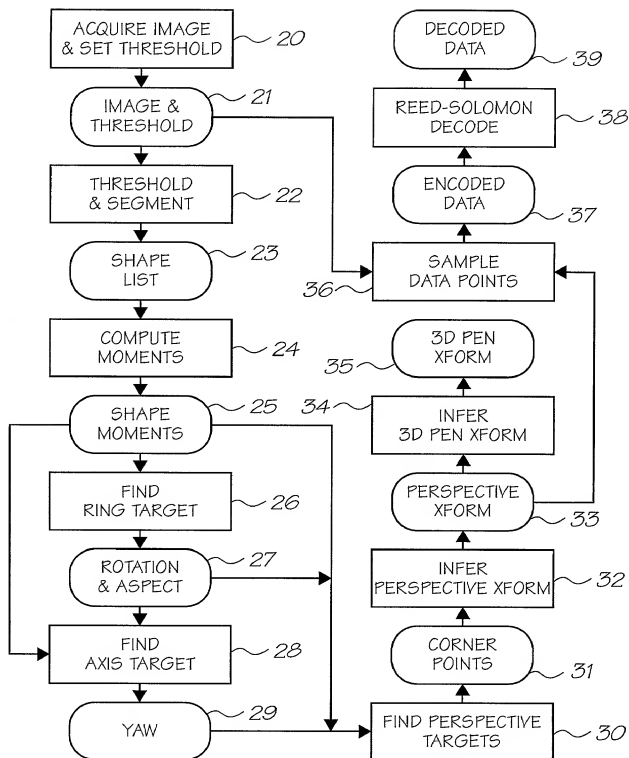 ACQUIRE IMAGE
& SET THRESHOLD
20
IMAGE &
THRESHOLD
21
THRESHOLD
& SEGMENT
22
SHAPE
LIST
23
COMPUTE
MOMENTS
24
SHAPE
MOMENTS
25
FIND
RING TARGET
26
ROTATION
& ASPECT
27
FIND
AXIS TARGET
28
YAW
29
DECODED
DATA
39
REED-SOLOMON
DECODE
38
ENCODED
DATA
37
SAMPLE
DATA POINTS
36
3D PEN
XFORM
35
34
INFER
3D PEN XFORM
PERSPECTIVE
XFORM
33
INFER
PERSPECTIVE XFORM
32
CORNER
POINTS
31
FIND PERSPECTIVE
TARGETS
30